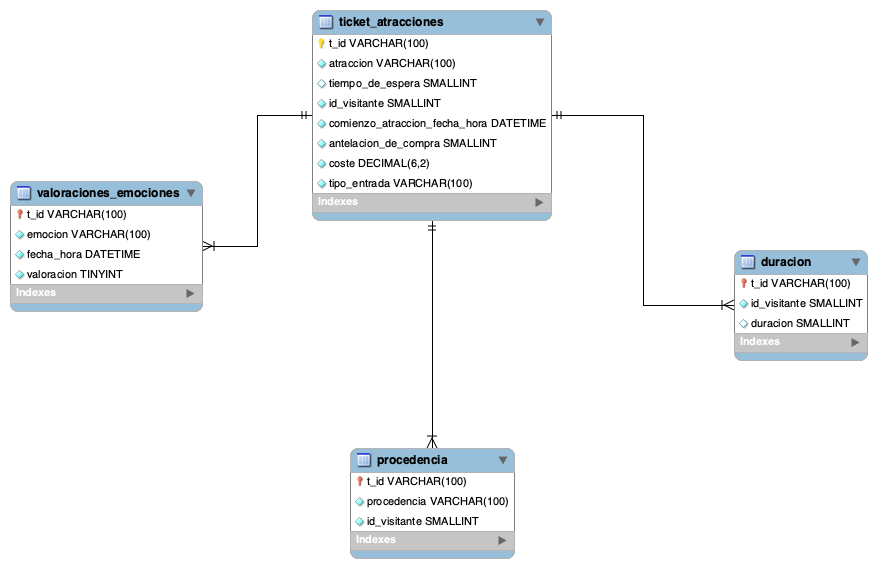 ticket_atracciones
t_id VARCHAR(100)
atraccion VARCHAR(100)
tiempo_de_espera SMALLINT
id_visitante SMALLINT
comienzo_atraccion_fecha_hora DATETIME
antelacion_de_compra SMALLINT
coste DECIMAL(6,2)
tipo_entrada VARCHAR(100)
Indexes
valoraciones_emociones
t_id VARCHAR(100)
emocion VARCHAR(100)
fecha_hora DATETIME
valoracion TINYINT
Indexes
duracion
t_id VARCHAR(100)
id_visitante SMALLINT
duracion SMALLINT
Indexes
procedencia
t_id VARCHAR(100)
procedencia VARCHAR(100)
id_visitante SMALLINT
Indexes